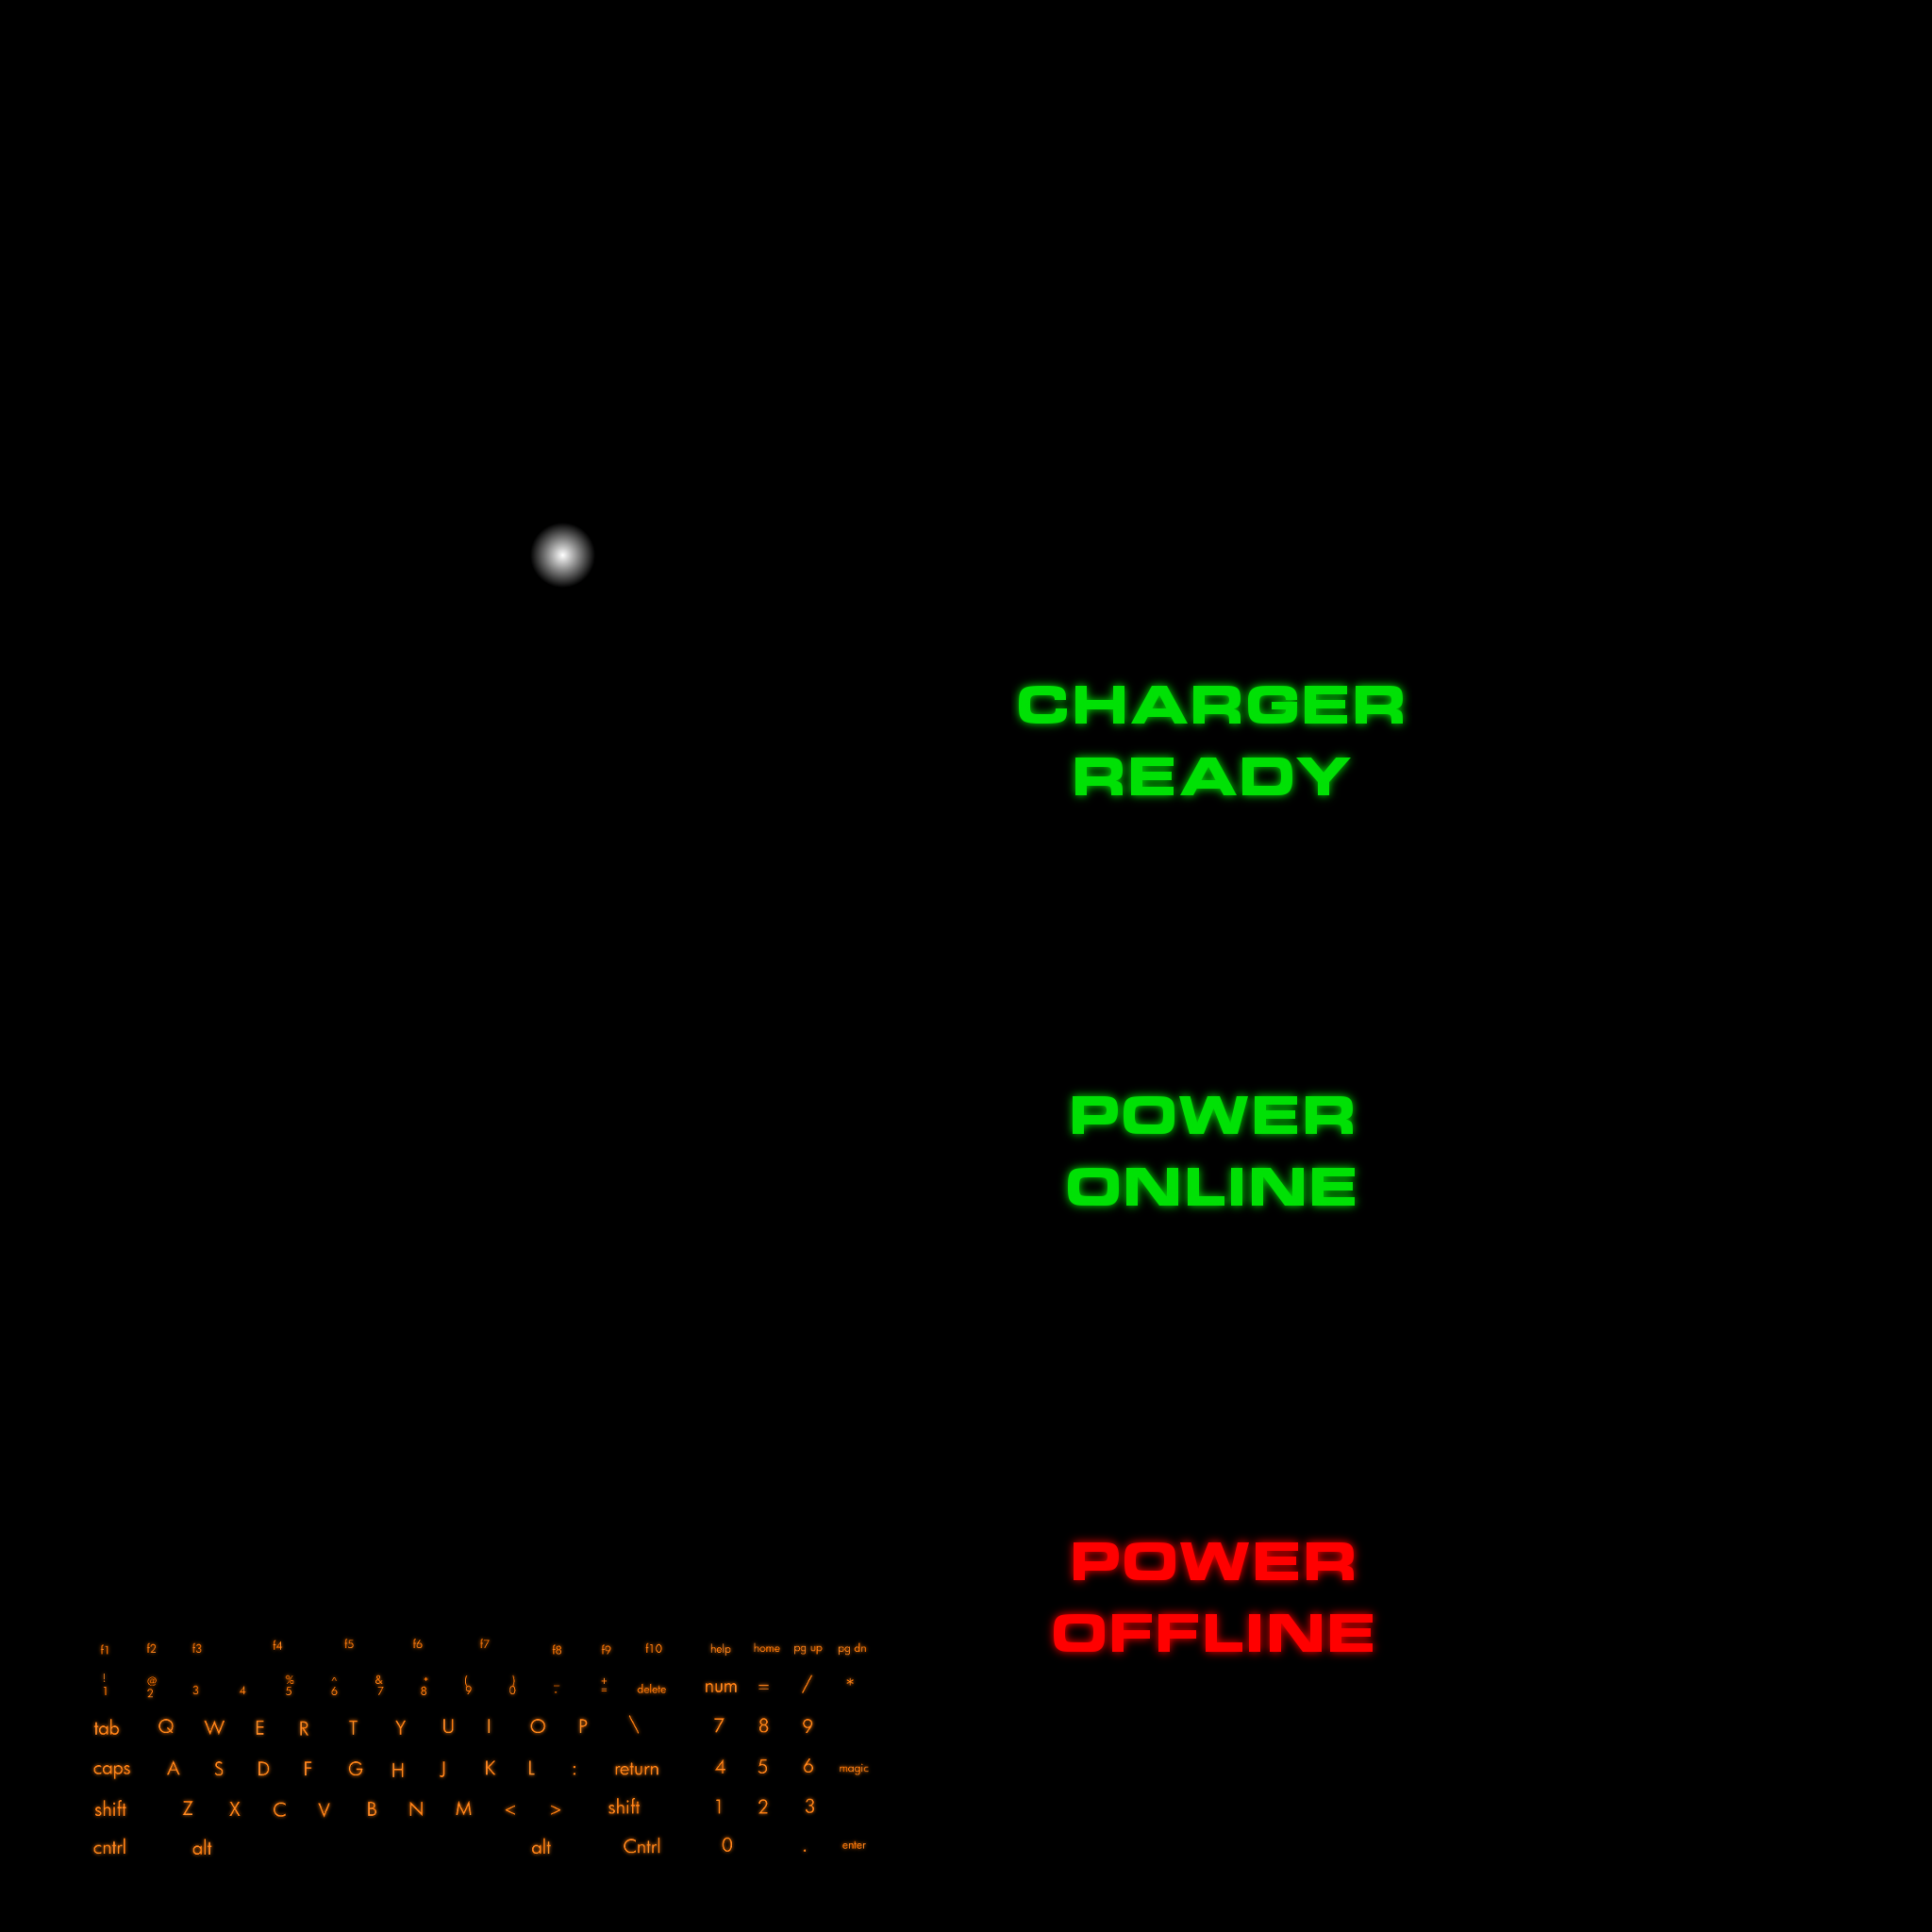 CHARGER
READY
POWER
ONLINE
POWER
OFFLINE
f1 f2 f3 f4 f5 f6 f7 f8 f9 f10 help home pg up pg dn
! @ % ^ & * ( ) _ +
1 2 3 4 5 6 7 8 9 0 - = delete num = / *
tab Q W E R T Y U I O P \ 7 8 9
caps A S D F G H J K L : return 4 5 6 magic
shift Z X C V B N M < > shift 1 2 3
cntrl alt alt Cntrl 0 . enter